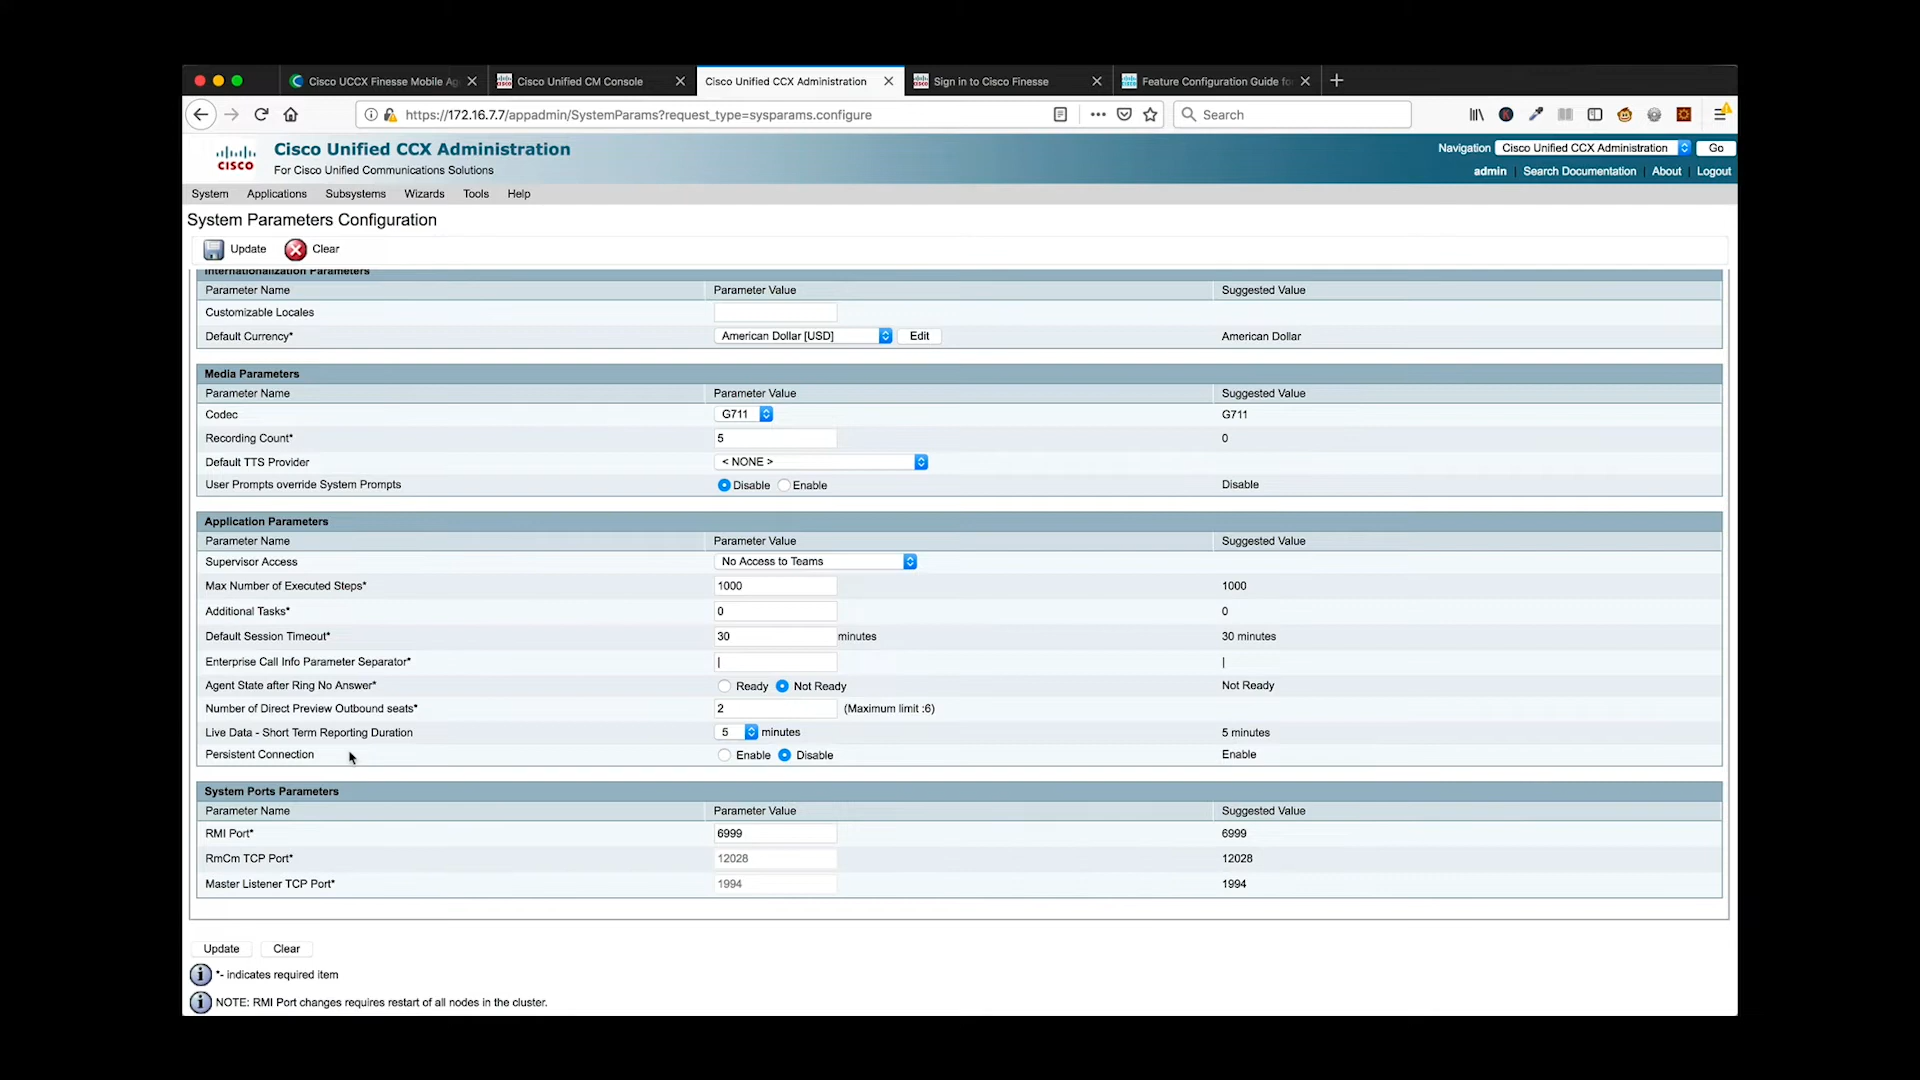 Cisco UCCX Finesse Mobile Ag
Cisco Unified CM Console
Cisco Unified CCX Administration
Sign in to Cisco Finesse
Feature Configuration Guide fo
https://172.16.7.7/appadmin/SystemParams?request_type=sysparams.configure
Search
CISCO
Cisco Unified CCX Administration
For Cisco Unified Communications Solutions
Navigation Cisco Unified CCX Administration Go
admin | Search Documentation | About | Logout
System Applications Subsystems Wizards Tools Help
System Parameters Configuration
Update Clear
Internationalization Parameters
Parameter Name Parameter Value Suggested Value
Customizable Locales
Default Currency* American Dollar [USD] Edit American Dollar
Media Parameters
Parameter Name Parameter Value Suggested Value
Codec G711 G711
Recording Count* 5 0
Default TTS Provider < NONE >
User Prompts override System Prompts Disable Enable Disable
Application Parameters
Parameter Name Parameter Value Suggested Value
Supervisor Access No Access to Teams
Max Number of Executed Steps* 1000 1000
Additional Tasks* 0 0
Default Session Timeout* 30 minutes 30 minutes
Enterprise Call Info Parameter Separator* | |
Agent State after Ring No Answer* Ready Not Ready Not Ready
Number of Direct Preview Outbound seats* 2 (Maximum limit :6)
Live Data - Short Term Reporting Duration 5 minutes 5 minutes
Persistent Connection Enable Disable Enable
System Ports Parameters
Parameter Name Parameter Value Suggested Value
RMI Port* 6999 6999
RmCm TCP Port* 12028 12028
Master Listener TCP Port* 1994 1994
Update Clear
*- indicates required item
NOTE: RMI Port changes requires restart of all nodes in the cluster.